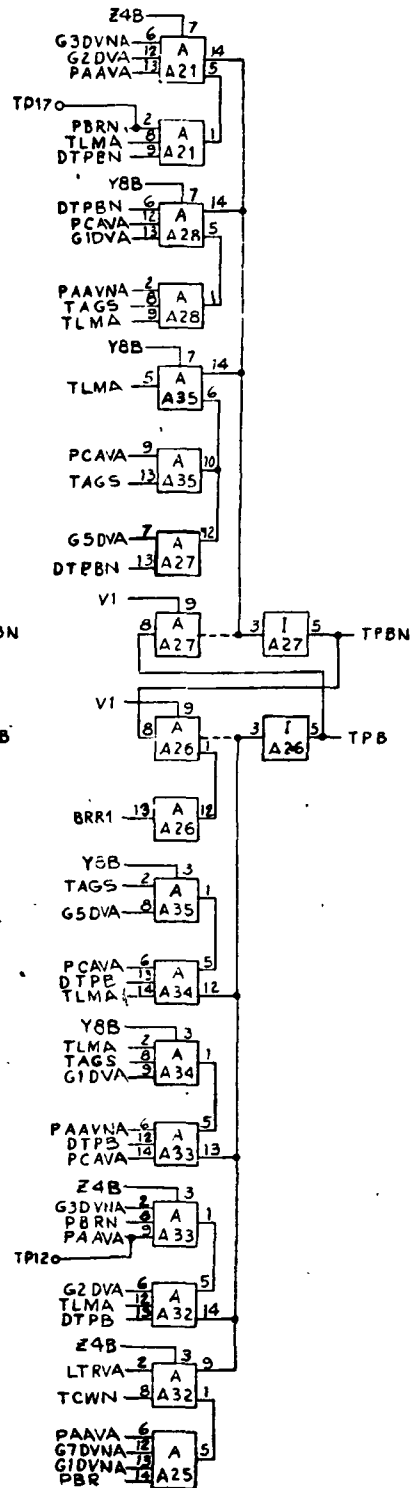 Z4B
7
G3DVNA 6 A 14
G2DVA 12
PAAVA 13 A21 5
TP17
PBRN 2 A 1
TLMA 8
DTPBN 9 A21
Y8B
7
DTPBN 6 A 14
PCAVA 12
G1DVA 13 A28 5
PAAVNA 2 A 1
TAGS 8
TLMA 9 A28
Y8B
7
TLMA 5 A 14
A35 6
PCAVA 9 A 10
TAGS 13 A35
G5DVA 7 A 12
DTPBN 13 A27
V1
9
BN 8 A 3 I 5 TPBN
A27 A27
V1
9
B 8 A 3 I 5 TPB
A26 1 A26
BRR1 13 A 12
A26
Y8B
3
TAGS 2 A 1
G5DVA 8 A35
PCAVA 6 A 5
DTPB 13
TLMA 14 A34 12
Y8B
3
TLMA 2 A 1
TAGS 8
G1DVA 9 A34
PAAVNA 6 A 5
DTPB 12
PCAVA 14 A33 13
Z4B
3
G3DVNA 2 A 1
PBRN 8
PAAVA 9 A33
TP12
G2DVA 6 A 5
TLMA 12
DTPB 13 A32 14
Z4B
3
LTRVA 2 A 9
TCWN 8 A32 1
PAAVA 6 A 5
G7DVNA 12
G1DVNA 13
PBR 14 A25